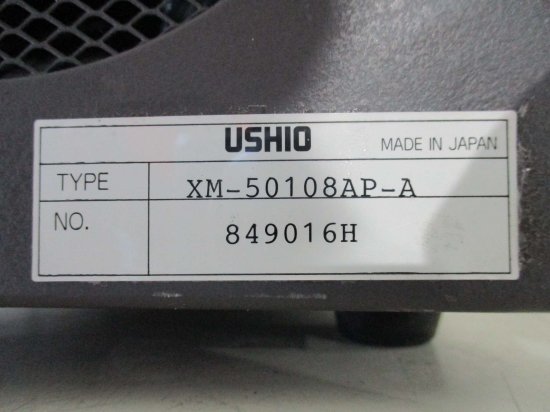 USHIO MADE IN JAPAN
TYPE XM-50108AP-A
NO. 849016H